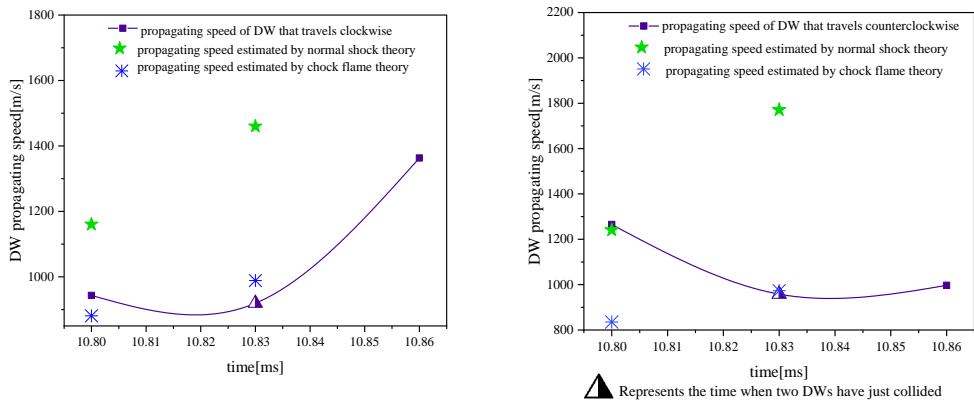 propagating speed of DW that travels clockwise
propagating speed estimated by normal shock theory
propagating speed estimated by chock flame theory
DW propagating speed[m/s]
1800
1600
1400
1200
1000
10.80 10.81 10.82 10.83 10.84 10.85 10.86
time[ms]
propagating speed of DW that travels counterclockwise
propagating speed estimated by normal shock theory
propagating speed estimated by chock flame theory
DW propagating speed[m/s]
2200
2000
1800
1600
1400
1200
1000
800
10.80 10.81 10.82 10.83 10.84 10.85 10.86
time[ms]
Represents the time when two DWs have just collided